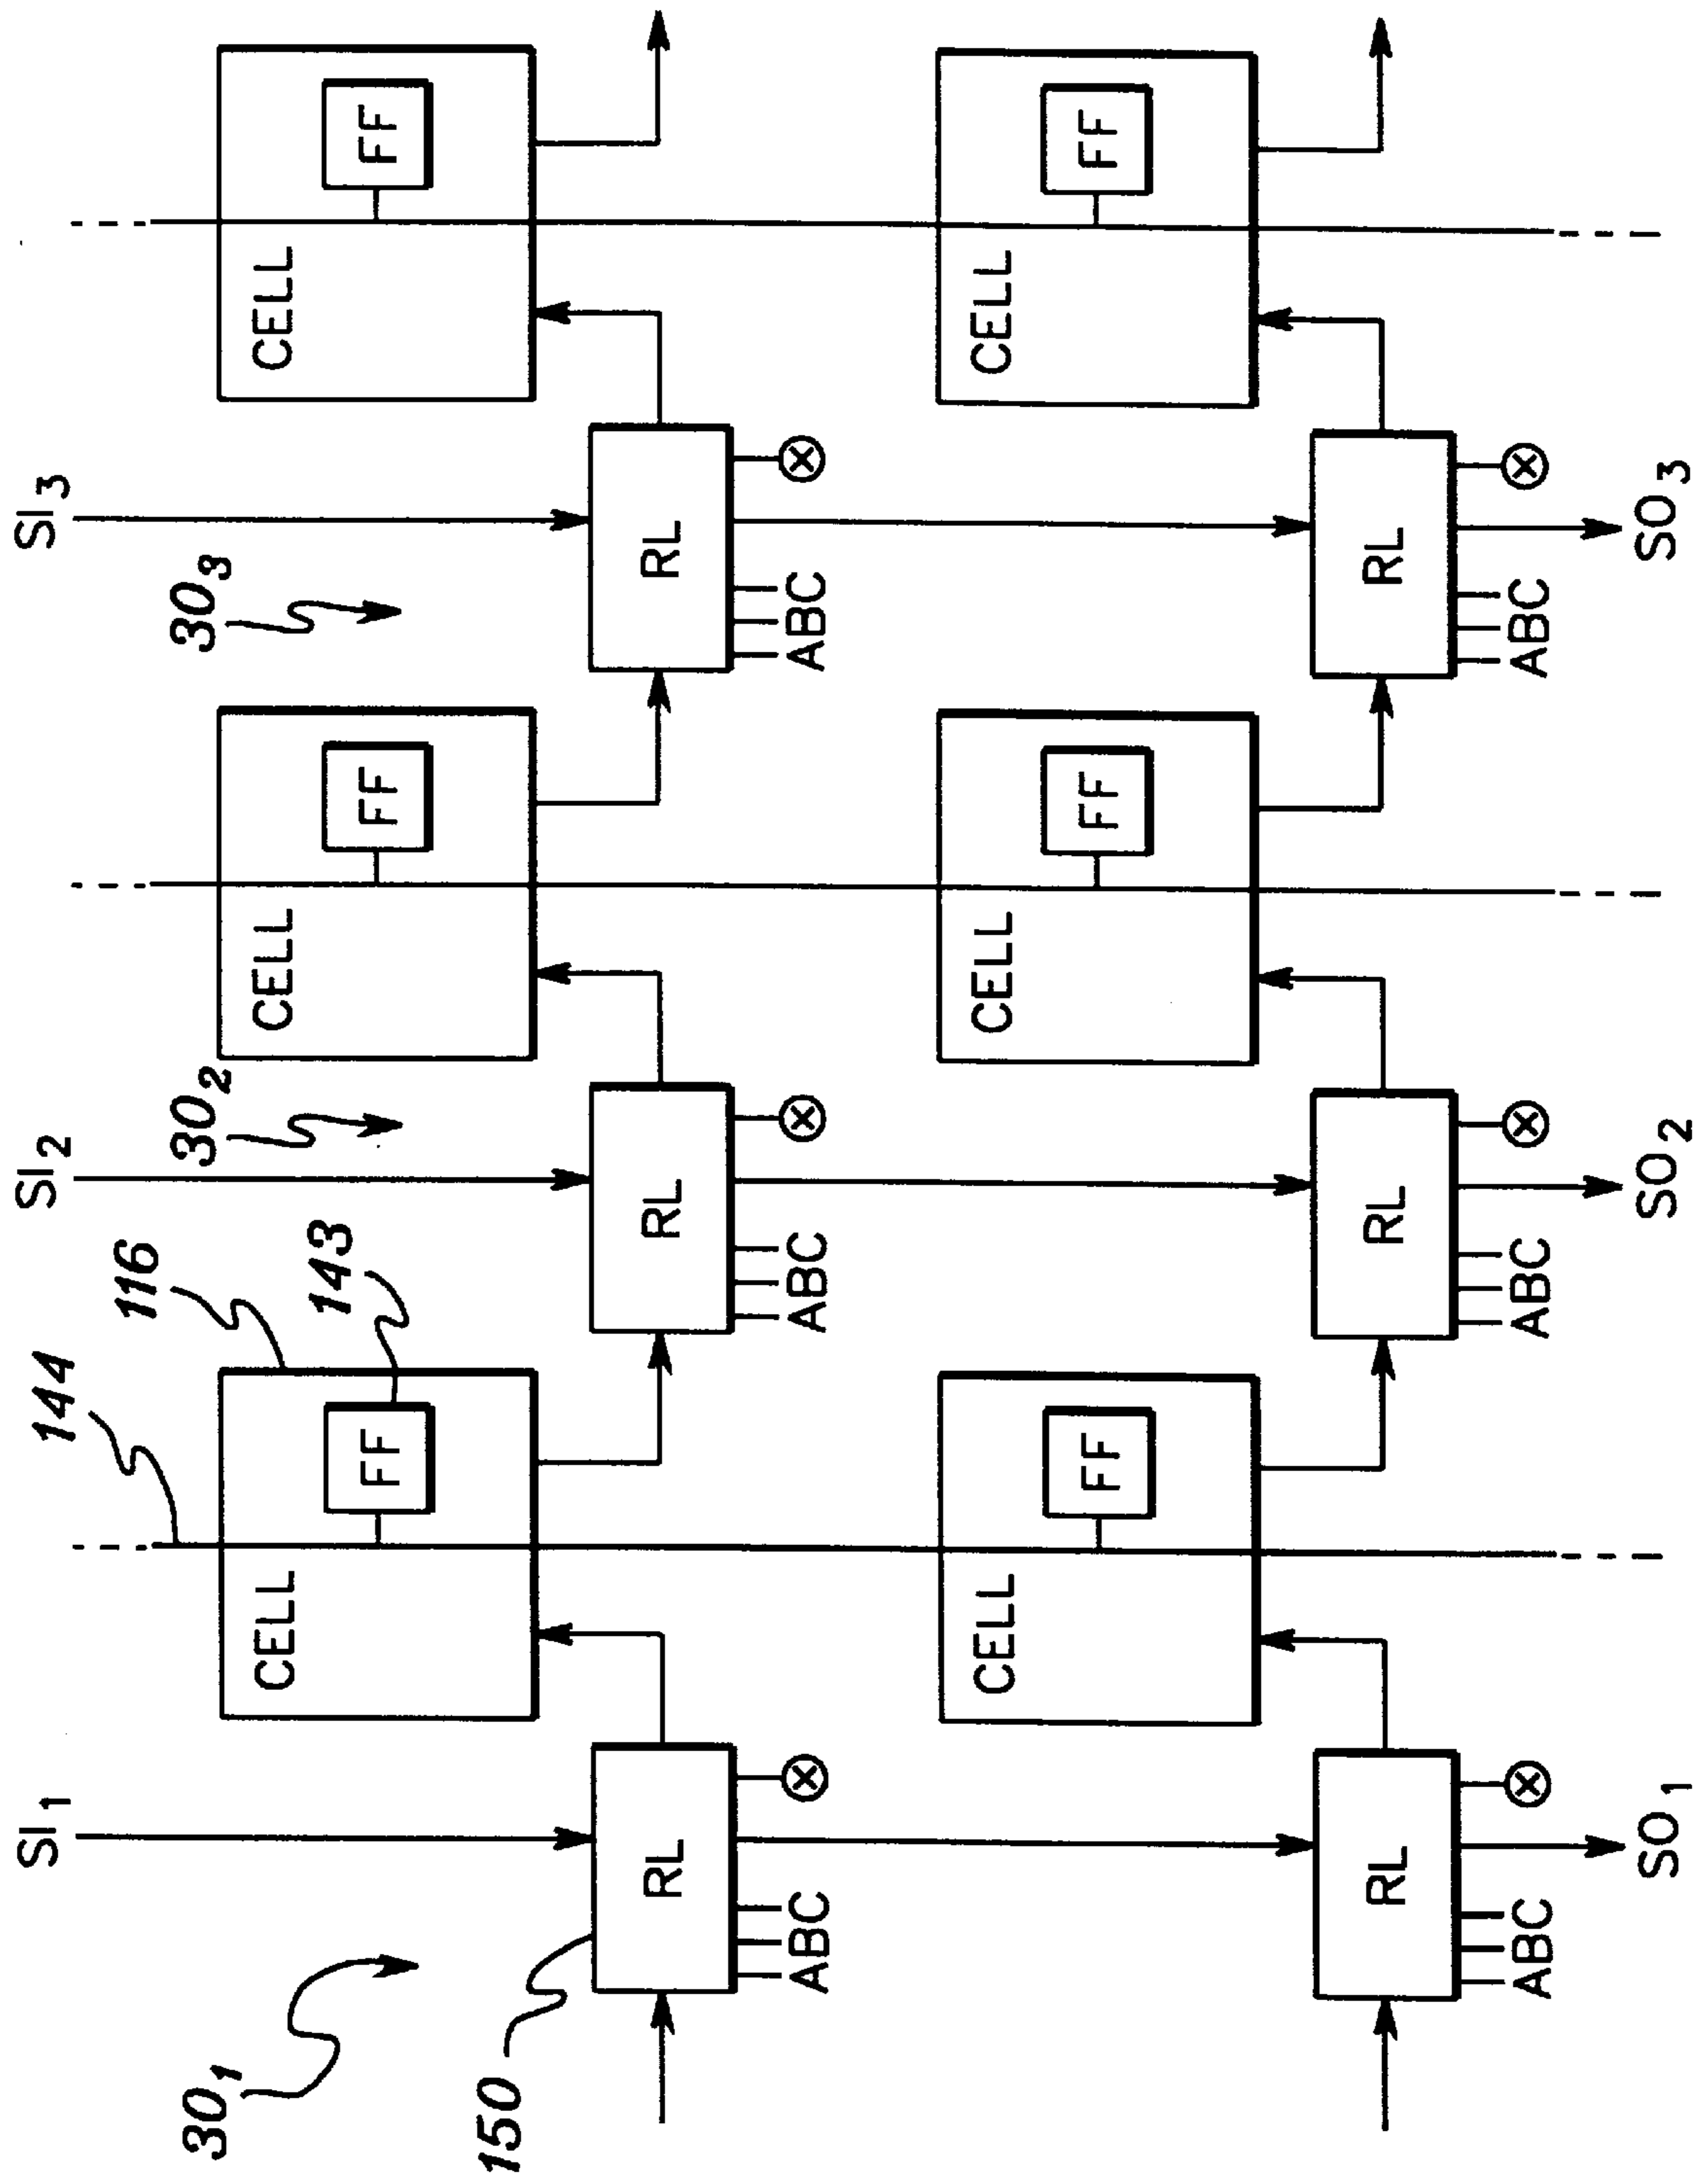 SI₁ SI₂ SI₃
144
116
30₁ 30₂ 30₃
CELL CELL CELL
143
FF FF FF
150
RL RL RL
ABC ABC ABC
CELL CELL CELL
FF FF FF
RL RL RL
ABC ABC ABC
SO₁ SO₂ SO₃